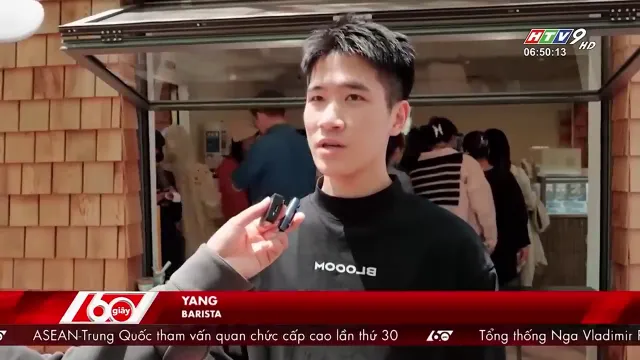 HTV9 HD
06:50:13
BLOOOM
60 giây
YANG
BARISTA
ASEAN-Trung Quốc tham vấn quan chức cấp cao lần thứ 30
60
Tổng thống Nga Vladimir